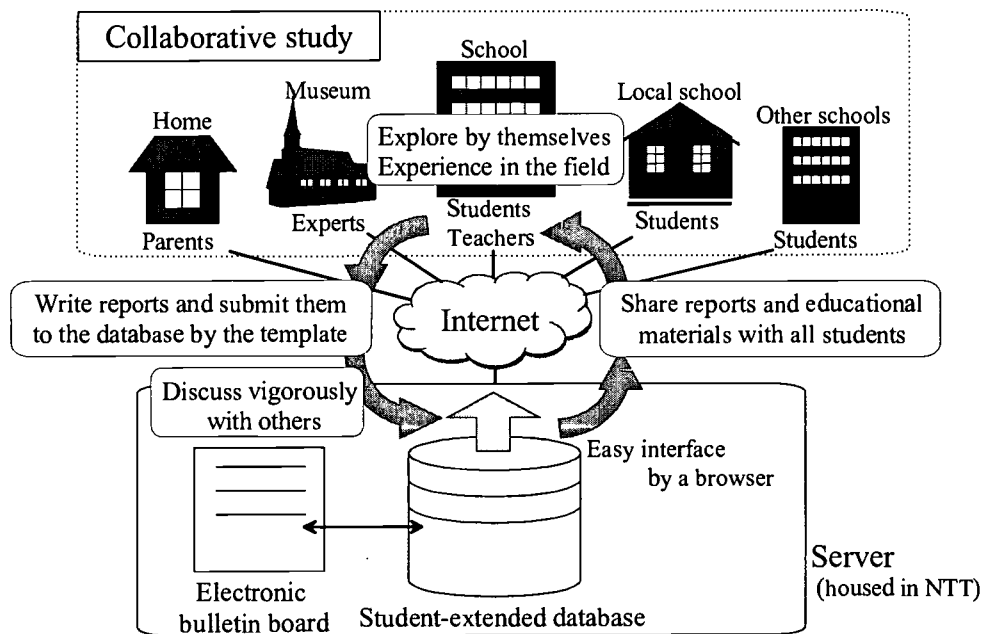 Collaborative study
School
Museum
Local school
Home
Other schools
Explore by themselves
Experience in the field
Experts
Students
Teachers
Students
Parents
Students
Write reports and submit them
to the database by the template
Internet
Share reports and educational
materials with all students
Discuss vigorously
with others
Easy interface
by a browser
Server
(housed in NTT)
Electronic
bulletin board
Student-extended database